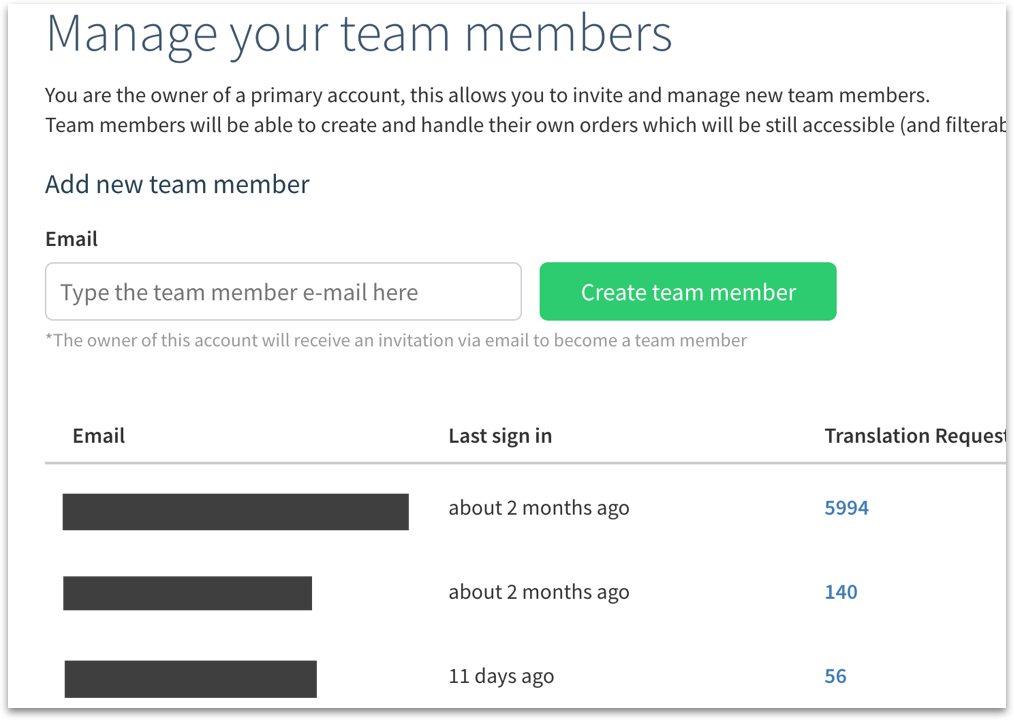 Manage your team members
You are the owner of a primary account, this allows you to invite and manage new team members.
Team members will be able to create and handle their own orders which will be still accessible (and filterab
Add new team member
Email
Type the team member e-mail here
Create team member
*The owner of this account will receive an invitation via email to become a team member
Email Last sign in Translation Request
about 2 months ago 5994
about 2 months ago 140
11 days ago 56